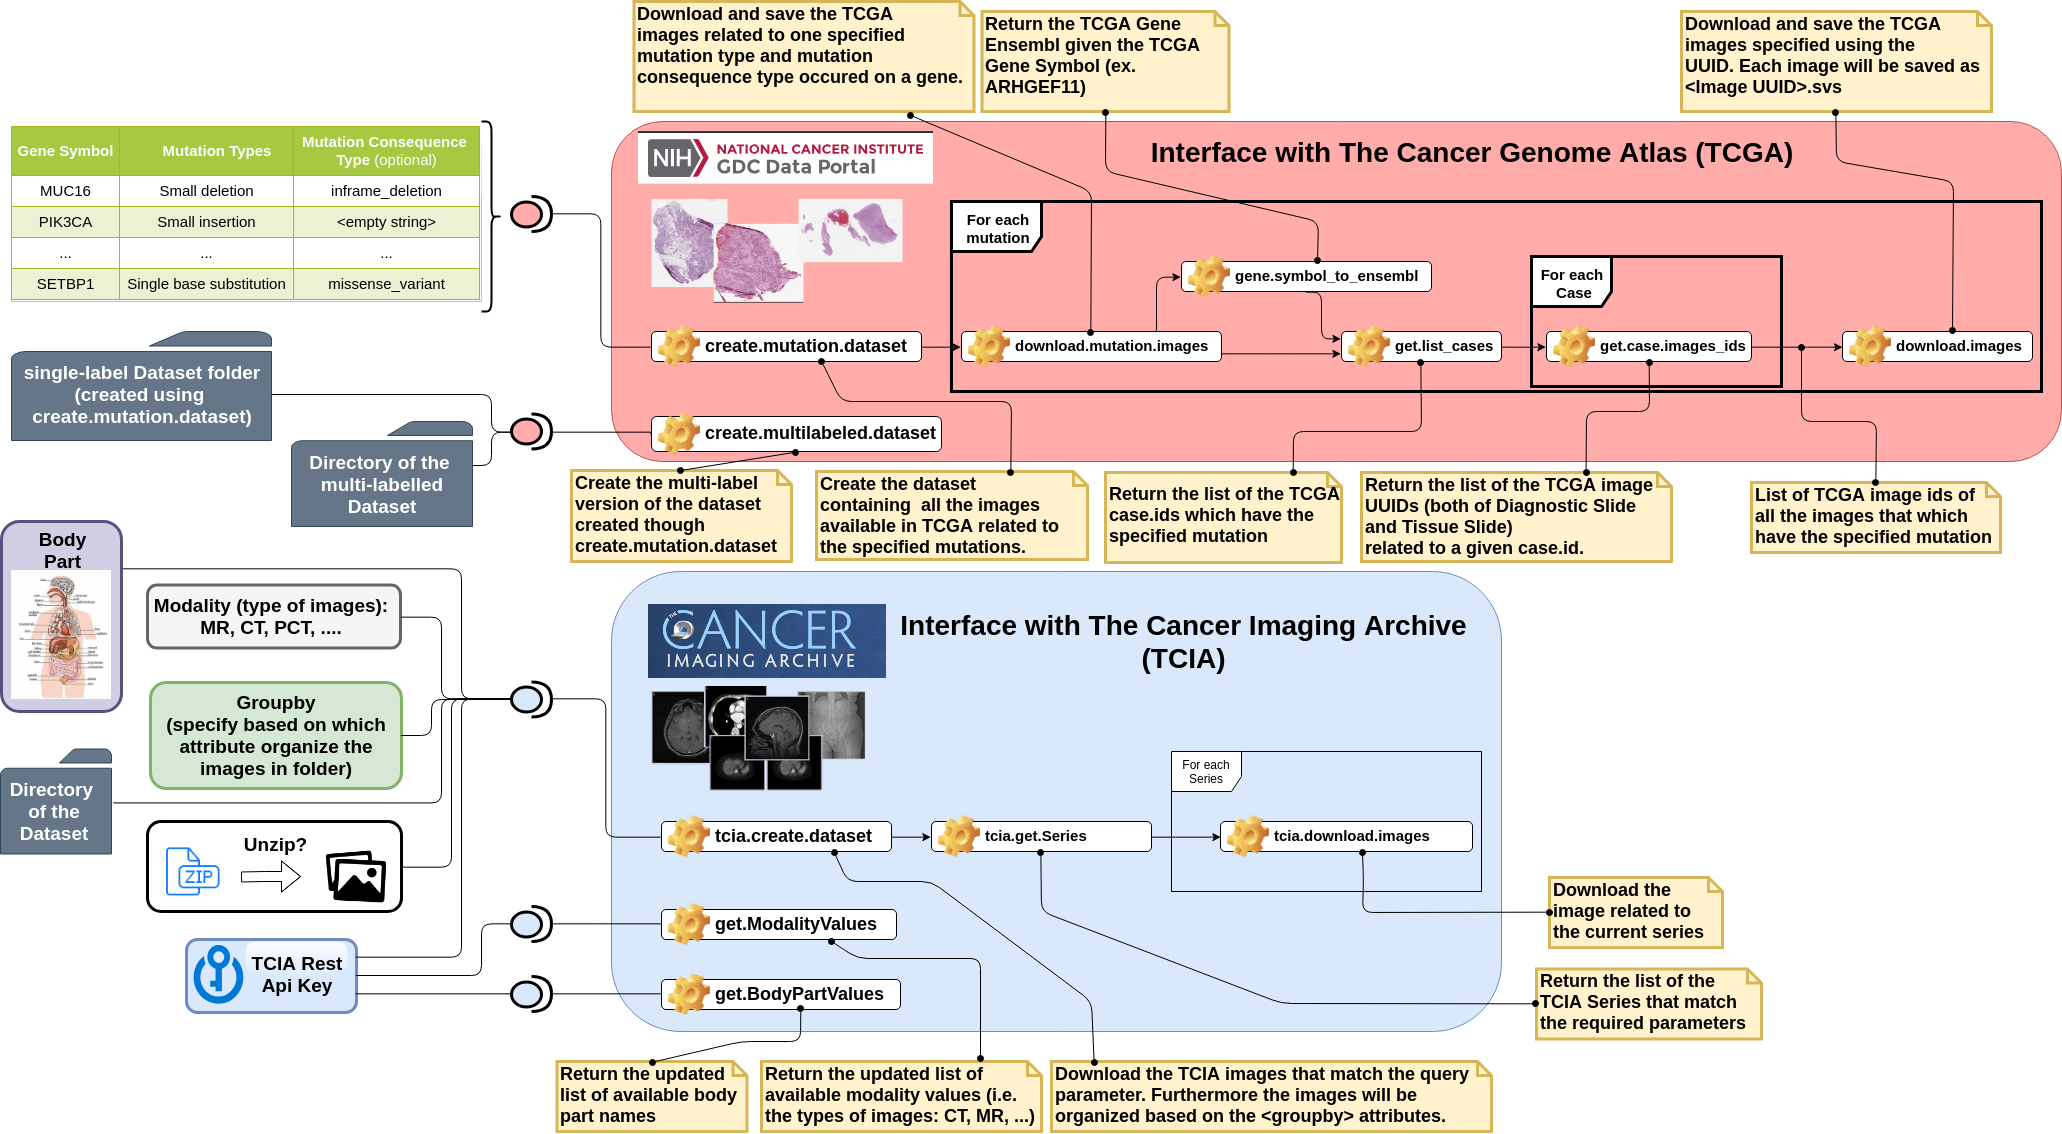 Download and save the TCGA
images related to one specified
mutation type and mutation
consequence type occured on a gene.
Return the TCGA Gene
Ensembl given the TCGA
Gene Symbol (ex.
ARHGEF11)
Download and save the TCGA
images specified using the
UUID. Each image will be saved as
<Image UUID>.svs
Gene Symbol Mutation Types Mutation Consequence
Type (optional)
MUC16 Small deletion inframe_deletion
PIK3CA Small insertion <empty string>
... ... ...
SETBP1 Single base substitution missense_variant
NIH NATIONAL CANCER INSTITUTE
GDC Data Portal
Interface with The Cancer Genome Atlas (TCGA)
For each
mutation
gene.symbol_to_ensembl
For each
Case
create.mutation.dataset
download.mutation.images
get.list_cases
get.case.images_ids
download.images
single-label Dataset folder
(created using
create.mutation.dataset)
Directory of the
multi-labelled
Dataset
create.multilabeled.dataset
Create the multi-label
version of the dataset
created though
create.mutation.dataset
Create the dataset
containing  all the images
available in TCGA related to
the specified mutations.
Return the list of the TCGA
case.ids which have the
specified mutation
Return the list of the TCGA image
UUIDs (both of Diagnostic Slide
and Tissue Slide)
related to a given case.id.
List of TCGA image ids of
all the images that which
have the specified mutation
Body
Part
Modality (type of images):
MR, CT, PCT, ....
Groupby
(specify based on which
attribute organize the
images in folder)
Directory
of the
Dataset
Unzip?
ZIP
TCIA Rest
Api Key
THE
CANCER
IMAGING ARCHIVE
Interface with The Cancer Imaging Archive
(TCIA)
For each
Series
tcia.create.dataset
tcia.get.Series
tcia.download.images
get.ModalityValues
get.BodyPartValues
Download the
image related to
the current series
Return the list of the
TCIA Series that match
the required parameters
Return the updated
list of available body
part names
Return the updated list of
available modality values (i.e.
the types of images: CT, MR, ...)
Download the TCIA images that match the query
parameter. Furthermore the images will be
organized based on the <groupby> attributes.